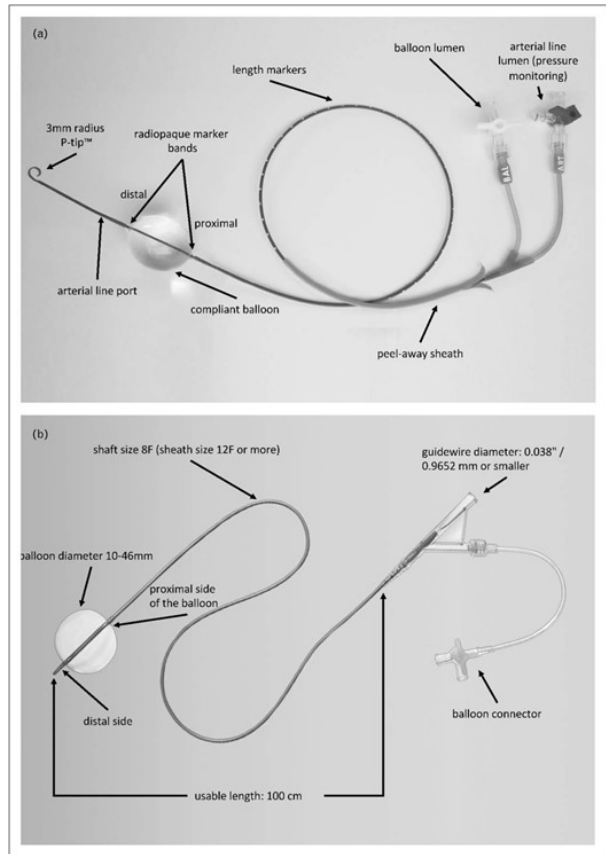 (a)
balloon lumen
arterial line
lumen (pressure
monitoring)
length markers
3mm radius
P-tip™
radiopaque marker
bands
distal
proximal
arterial line port
compliant balloon
peel-away sheath
BAL
ART
(b)
shaft size 8F (sheath size 12F or more)
guidewire diameter: 0.038" /
0.9652 mm or smaller
balloon diameter 10-46mm
proximal side
of the balloon
distal side
balloon connector
usable length: 100 cm